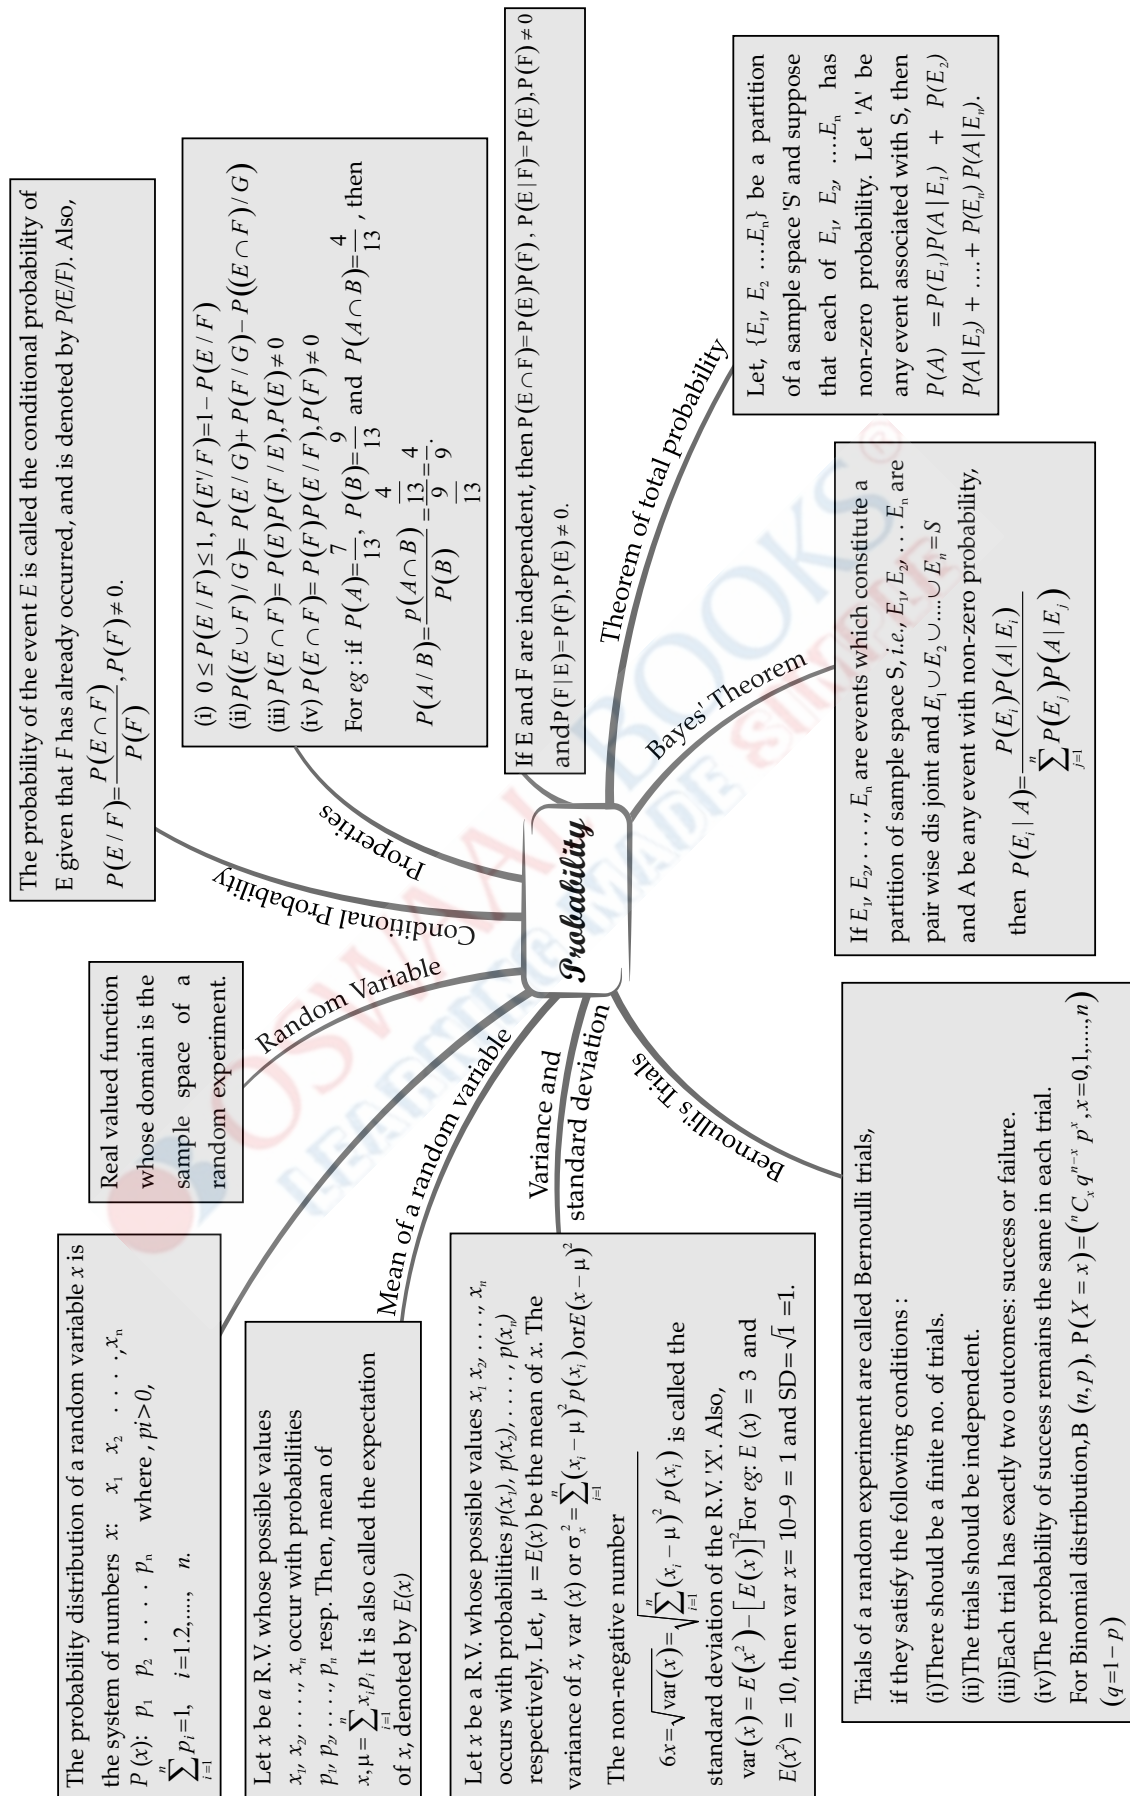 Probability
Conditional Probability
The probability of the event E is called the conditional probability of
E given that F has already occurred, and is denoted by P(E/F). Also,
P(E / F)= P(E ∩ F)/P(F) , P(F) ≠ 0.
Properties
(i) 0 ≤ P(E / F) ≤ 1, P(E'/ F)=1− P(E / F)
(ii) P((E ∪ F)/ G)= P(E / G)+ P(F / G)− P((E ∩ F)/ G)
(iii) P(E ∩ F)= P(E)P(F / E), P(E) ≠ 0
(iv) P(E ∩ F)= P(F)P(E / F), P(F) ≠ 0
For eg : if P(A)= 7/13, P(B)= 9/13 and P(A ∩ B)= 4/13 , then
P(A / B)= p(A ∩ B)/P(B) = (4/13)/(9/13) = 4/9.
If E and F are independent, then P(E ∩ F)=P(E)P(F) , P(E|F)=P(E),P(F) ≠ 0
and P(F|E)=P(F),P(E) ≠ 0.
Theorem of total probability
Let, {E₁, E₂ ....Eₙ} be a partition
of a sample space 'S' and suppose
that each of E₁, E₂, ....Eₙ has
non-zero probability. Let 'A' be
any event associated with S, then
P(A) =P(E₁)P(A|E₁) + P(E₂)
P(A|E₂) + .... + P(Eₙ) P(A|Eₙ).
Bayes' Theorem
If E₁, E₂, . . . ., Eₙ are events which constitute a
partition of sample space S, i.e., E₁, E₂, . . . Eₙ are
pair wise dis joint and E₁ ∪ E₂ ∪ .... ∪ Eₙ = S
and A be any event with non-zero probability,
then P(Eᵢ | A)= P(Eᵢ)P(A | Eᵢ) / ∑ⁿⱼ₌₁ P(Eⱼ)P(A | Eⱼ)
Random Variable
Real valued function
whose domain is the
sample space of a
random experiment.
The probability distribution of a random variable x is
the system of numbers x: x₁ x₂ . . . ., xₙ
P (x): p₁ p₂ . . . . pₙ where , pi>0,
∑ⁿᵢ₌₁ pᵢ=1, i=1.2,...., n.
Mean of a random variable
Let x be a R.V. whose possible values
x₁, x₂, . . . ., xₙ occur with probabilities
p₁, p₂, . . . ., pₙ resp. Then, mean of
x, μ= ∑ⁿᵢ₌₁ xᵢpᵢ It is also called the expectation
of x, denoted by E(x)
Variance and
standard deviation
Let x be a R.V. whose possible values x₁ x₂, . . . ., xₙ
occurs with probabilities p(x₁), p(x₂), . . . ., p(xₙ)
respectively. Let, μ = E(x) be the mean of x. The
variance of x, var (x) or σₓ² = ∑ⁿᵢ₌₁ (xᵢ − μ)² p(xᵢ) or E(x − μ)²
The non-negative number
6x=√var(x) = √∑ⁿᵢ₌₁ (xᵢ − μ)² p(xᵢ) is called the
standard deviation of the R.V. 'X'. Also,
var(x) = E(x²) − [E(x)]² For eg: E (x) = 3 and
E(x²) = 10, then var x= 10–9 = 1 and SD= √1 =1.
Bernoulli's Trials
Trials of a random experiment are called Bernoulli trials,
if they satisfy the following conditions :
(i)There should be a finite no. of trials.
(ii)The trials should be independent.
(iii)Each trial has exactly two outcomes: success or failure.
(iv)The probability of success remains the same in each trial.
For Binomial distribution,B (n, p), P(X = x)=(ⁿCₓ qⁿ⁻ˣ pˣ, x=0,1,....,n)
(q=1− p)
OSWAAL BOOKS®
LEARNING MADE SIMPLE